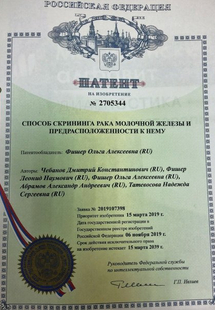 РОССИЙСКАЯ ФЕДЕРАЦИЯ
ПАТЕНТ
НА ИЗОБРЕТЕНИЕ
№ 2705344
СПОСОБ СКРИНИНГА РАКА МОЛОЧНОЙ ЖЕЛЕЗЫ И
ПРЕДРАСПОЛОЖЕННОСТИ К НЕМУ
Патентообладатель: Фишер Ольга Алексеевна (RU)
Авторы: Чебанов Дмитрий Константинович (RU), Фишер
Леонид Наумович (RU), Фишер Ольга Алексеевна (RU),
Абрамов Александр Андреевич (RU), Татевосова Надежда
Сергеевна (RU)
Заявка № 2019107398
Приоритет изобретения 15 марта 2019 г.
Дата государственной регистрации в
Государственном реестре изобретений
Российской Федерации 06 ноября 2019 г.
Срок действия исключительного права
на изобретение истекает 15 марта 2039 г.
Руководитель Федеральной службы
по интеллектуальной собственности
Г.П. Ивлиев